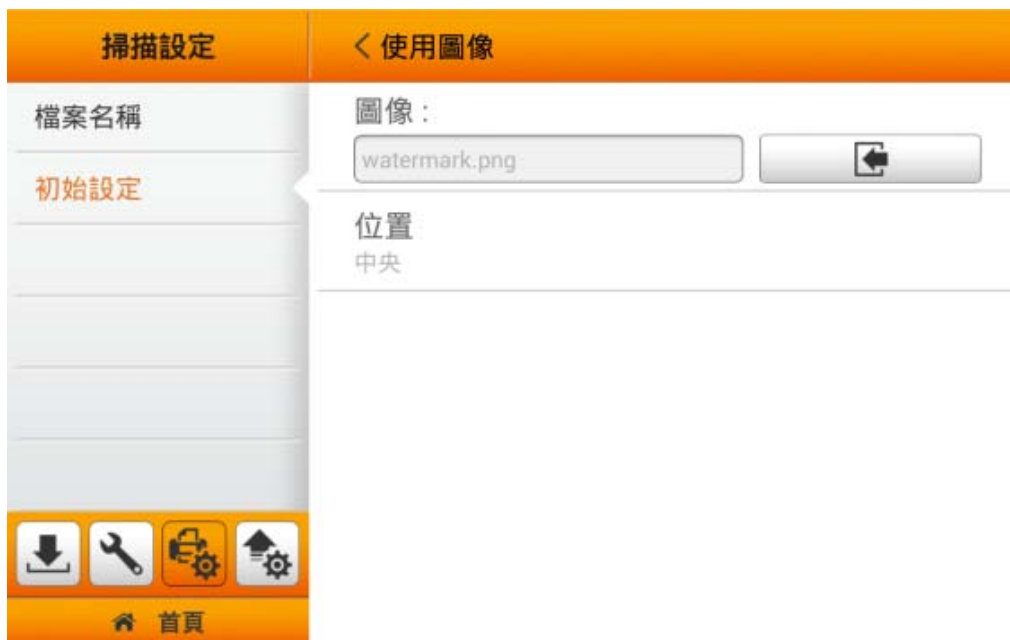 掃描設定
檔案名稱
初始設定
首頁
使用圖像
圖像：
watermark.png
位置
中央